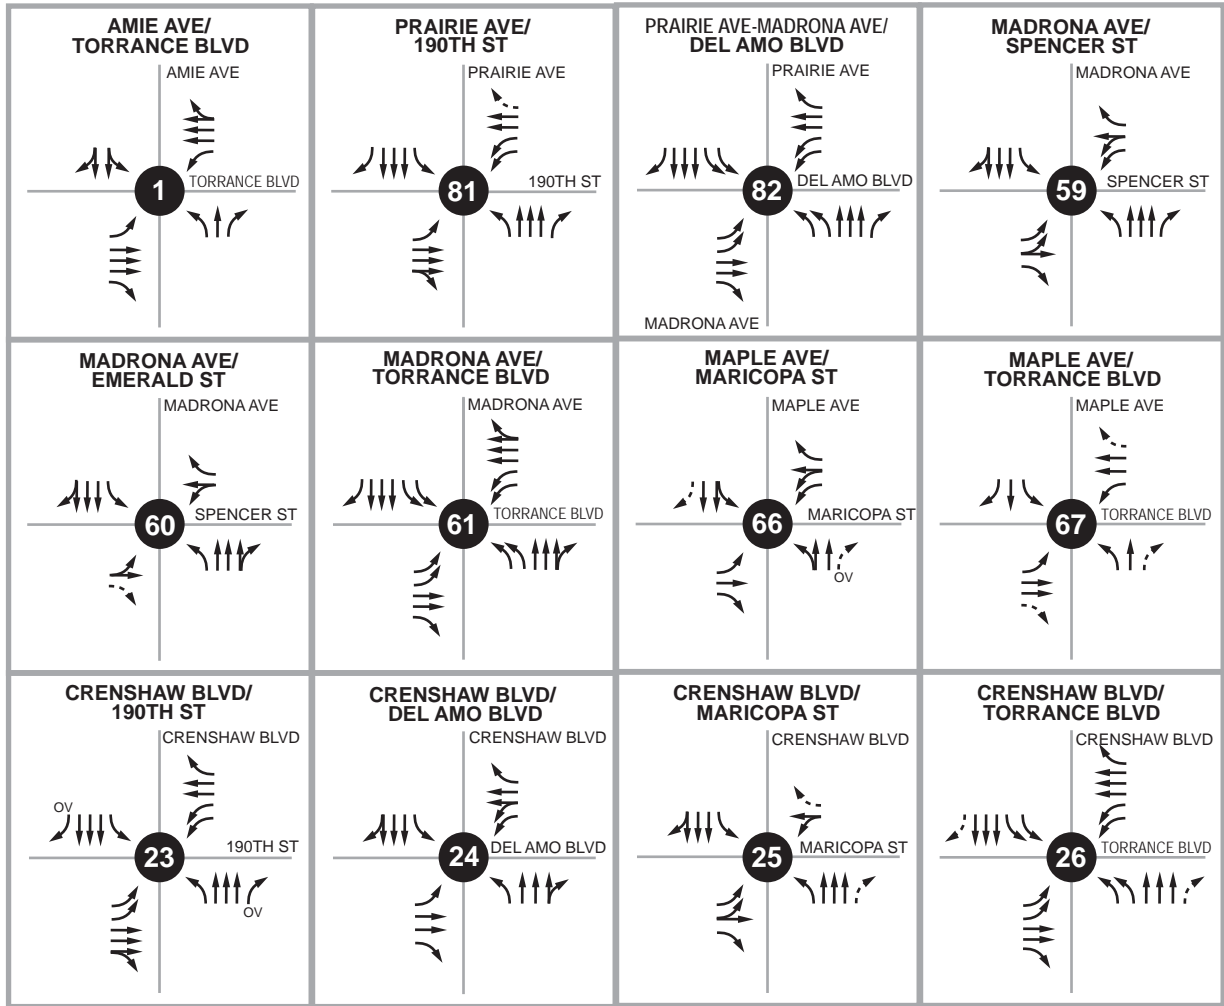 AMIE AVE/
TORRANCE BLVD
AMIE AVE
1
TORRANCE BLVD
PRAIRIE AVE/
190TH ST
PRAIRIE AVE
81
190TH ST
PRAIRIE AVE-MADRONA AVE/
DEL AMO BLVD
PRAIRIE AVE
82
DEL AMO BLVD
MADRONA AVE
MADRONA AVE/
SPENCER ST
MADRONA AVE
59
SPENCER ST
MADRONA AVE/
EMERALD ST
MADRONA AVE
60
SPENCER ST
MADRONA AVE/
TORRANCE BLVD
MADRONA AVE
61
TORRANCE BLVD
MAPLE AVE/
MARICOPA ST
MAPLE AVE
66
MARICOPA ST
OV
MAPLE AVE/
TORRANCE BLVD
MAPLE AVE
67
TORRANCE BLVD
CRENSHAW BLVD/
190TH ST
CRENSHAW BLVD
OV
23
190TH ST
OV
CRENSHAW BLVD/
DEL AMO BLVD
CRENSHAW BLVD
24
DEL AMO BLVD
CRENSHAW BLVD/
MARICOPA ST
CRENSHAW BLVD
25
MARICOPA ST
CRENSHAW BLVD/
TORRANCE BLVD
CRENSHAW BLVD
26
TORRANCE BLVD